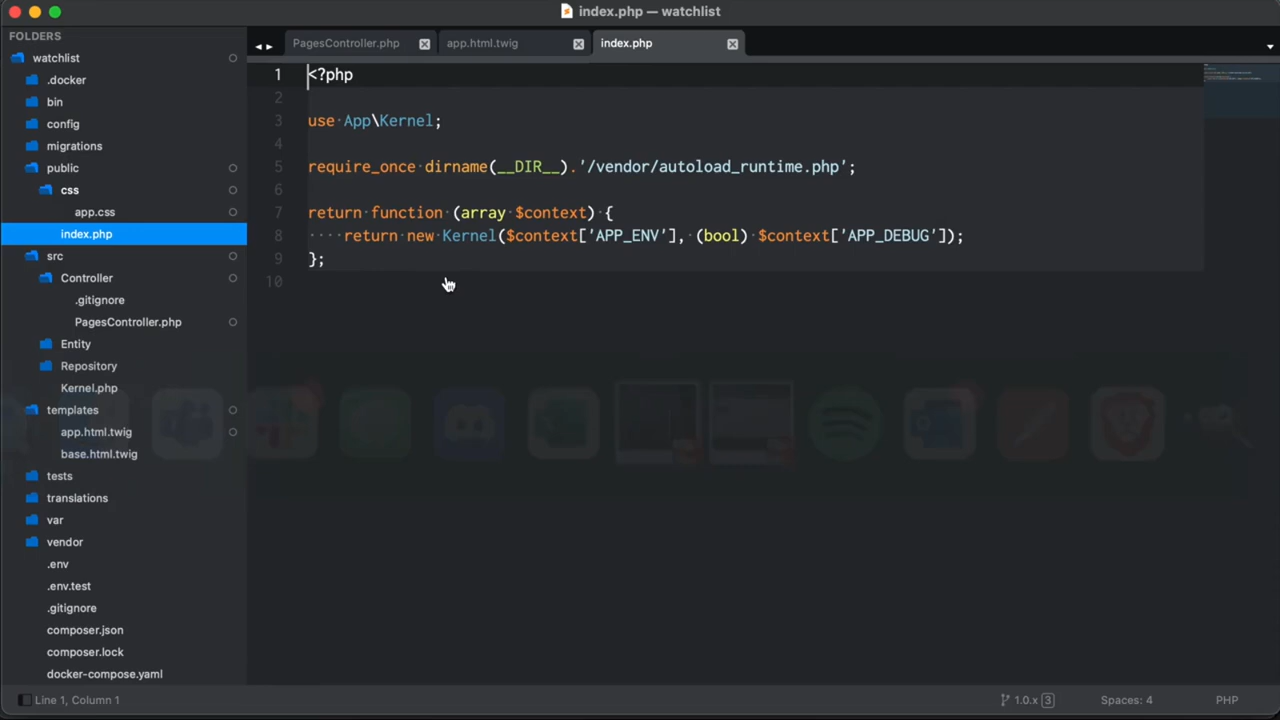 index.php — watchlist
FOLDERS
watchlist
.docker
bin
config
migrations
public
css
app.css
index.php
src
Controller
.gitignore
PagesController.php
Entity
Repository
Kernel.php
templates
app.html.twig
base.html.twig
tests
translations
var
vendor
.env
.env.test
.gitignore
composer.json
composer.lock
docker-compose.yaml
PagesController.php
app.html.twig
index.php
1 <?php
2
3 use App\Kernel;
4
5 require_once dirname(__DIR__).'/vendor/autoload_runtime.php';
6
7 return function (array $context) {
8 ····return new Kernel($context['APP_ENV'], (bool) $context['APP_DEBUG']);
9 };
10
Line 1, Column 1
1.0.x 3
Spaces: 4
PHP